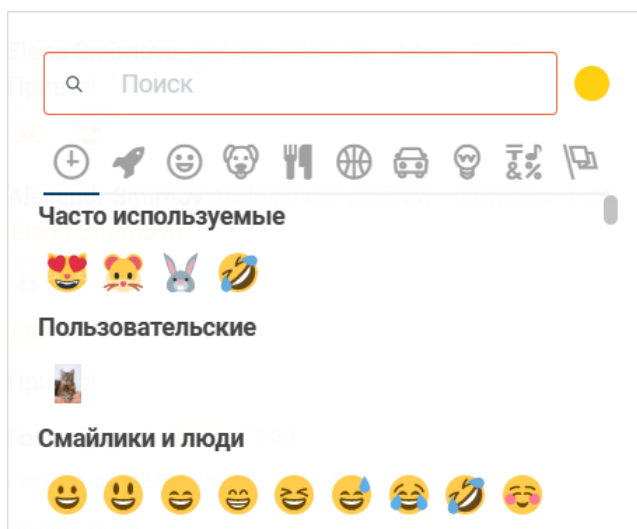 Поиск
Часто используемые
Пользовательские
Смайлики и люди